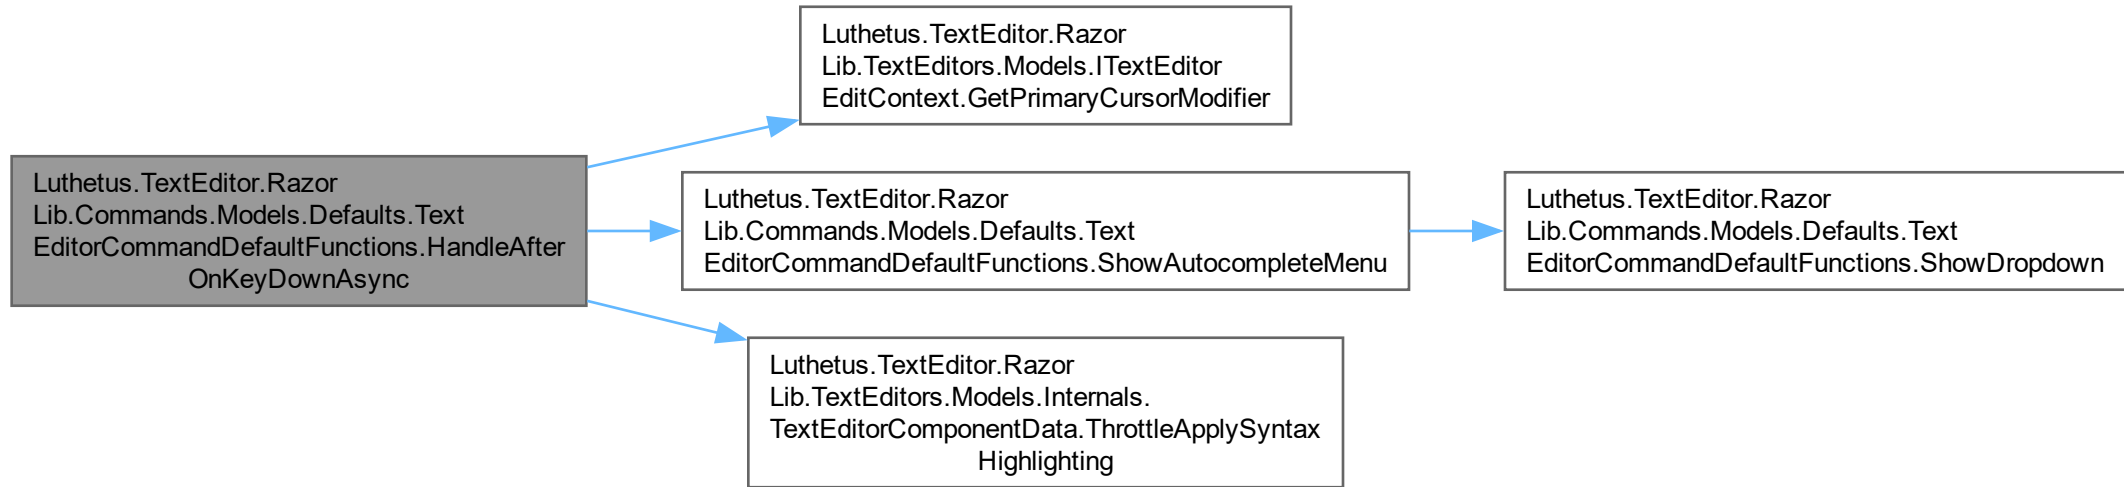 Luthetus.TextEditor.Razor
Lib.TextEditors.Models.ITextEditor
EditContext.GetPrimaryCursorModifier
Luthetus.TextEditor.Razor
Lib.Commands.Models.Defaults.Text
EditorCommandDefaultFunctions.HandleAfter
OnKeyDownAsync
Luthetus.TextEditor.Razor
Lib.Commands.Models.Defaults.Text
EditorCommandDefaultFunctions.ShowAutocompleteMenu
Luthetus.TextEditor.Razor
Lib.Commands.Models.Defaults.Text
EditorCommandDefaultFunctions.ShowDropdown
Luthetus.TextEditor.Razor
Lib.TextEditors.Models.Internals.
TextEditorComponentData.ThrottleApplySyntax
Highlighting